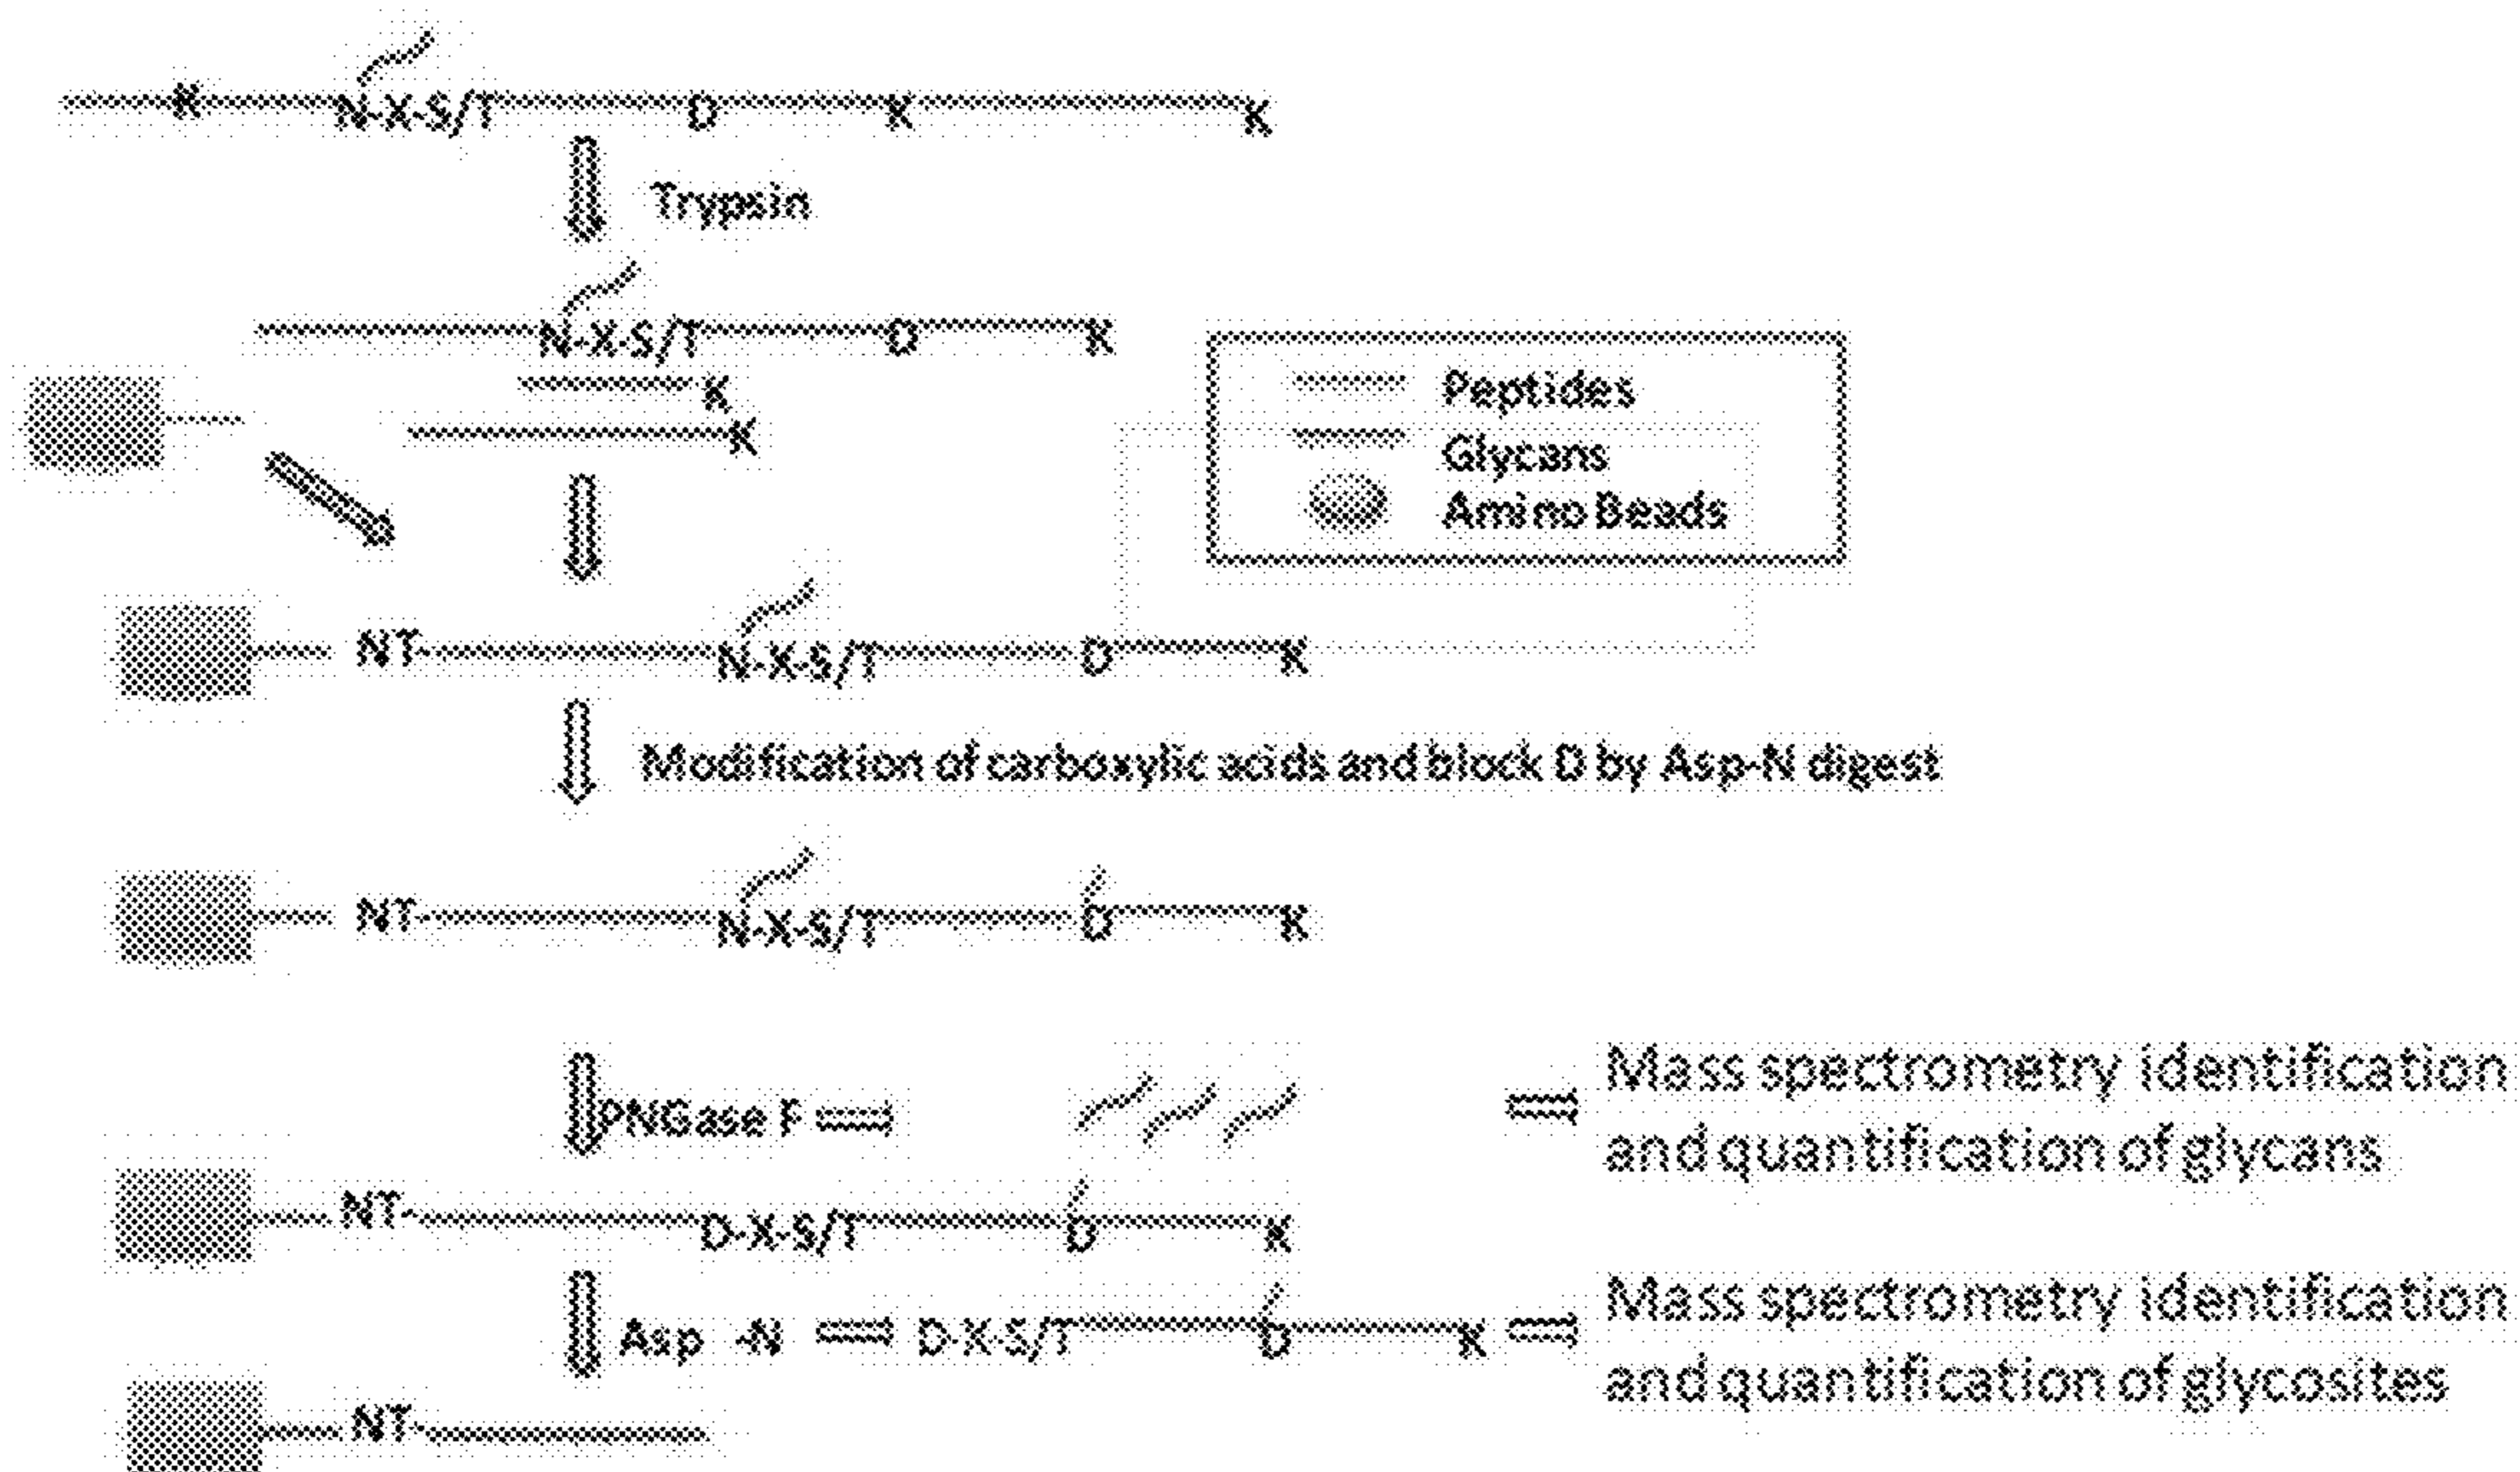 K N-X-S/T D K K
Trypsin
N-X-S/T D K
K
K
Peptides
Glycans
Amino Beads
NT- N-X-S/T D K
Modification of carboxylic acids and block D by Asp-N digest
NT- N-X-S/T D K
PNGase F
Mass spectrometry identification
and quantification of glycans
NT- D-X-S/T D K
Asp -N D-X-S/T D K
Mass spectrometry identification
and quantification of glycosites
NT-